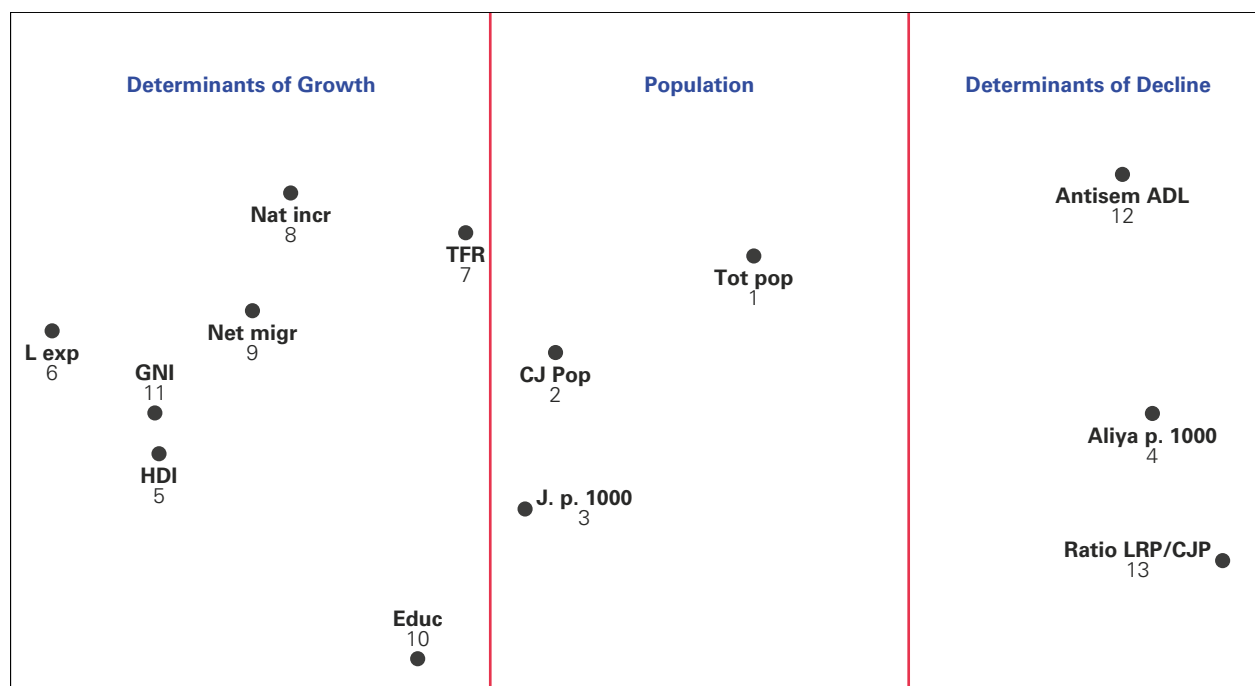 Determinants of Growth
Population
Determinants of Decline
Nat incr
8
TFR
7
Net migr
9
L exp
6
GNI
11
HDI
5
Educ
10
Tot pop
1
CJ Pop
2
J. p. 1000
3
Antisem ADL
12
Aliya p. 1000
4
Ratio LRP/CJP
13